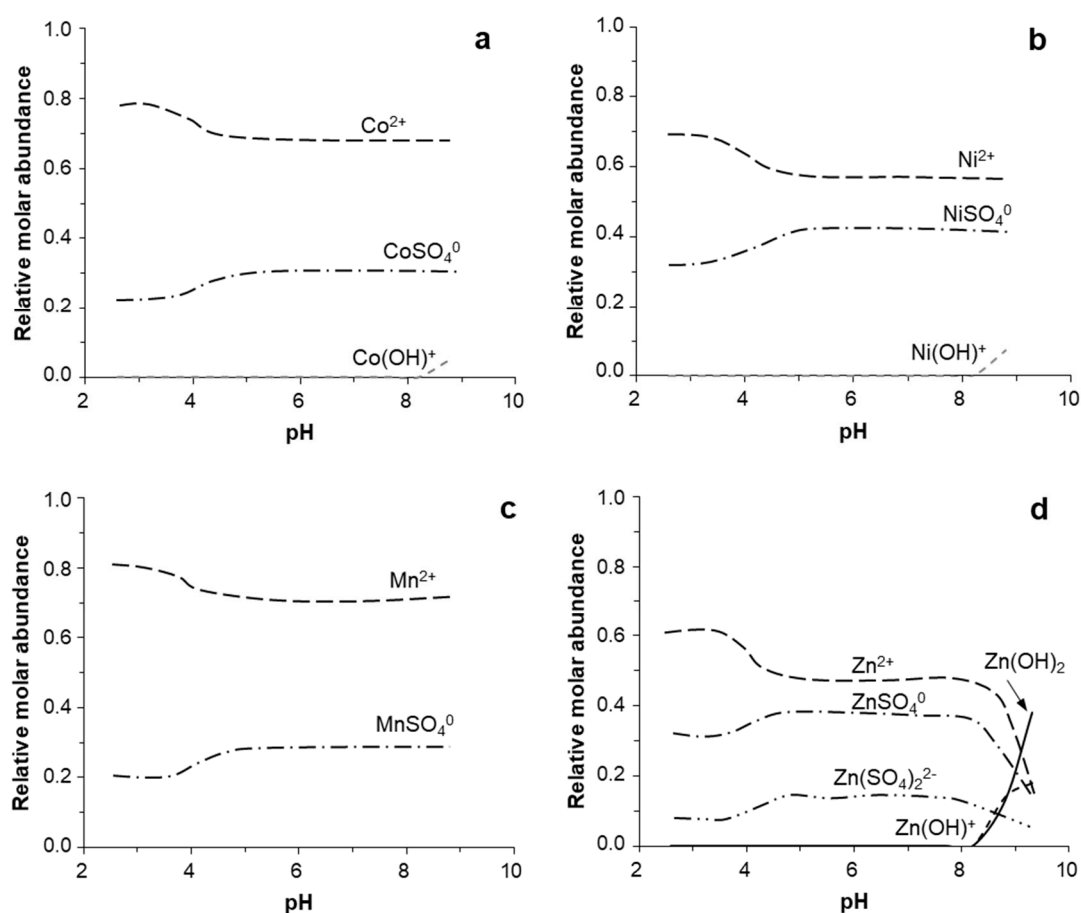 a
Relative molar abundance
1.0
0.8
0.6
0.4
0.2
0.0
Co²⁺
CoSO₄⁰
Co(OH)⁺
2 4 6 8 10
pH
b
Relative molar abundance
1.0
0.8
0.6
0.4
0.2
0.0
Ni²⁺
NiSO₄⁰
Ni(OH)⁺
2 4 6 8 10
pH
c
Relative molar abundance
1.0
0.8
0.6
0.4
0.2
0.0
Mn²⁺
MnSO₄⁰
2 4 6 8 10
pH
d
Relative molar abundance
1.0
0.8
0.6
0.4
0.2
0.0
Zn(OH)₂
Zn²⁺
ZnSO₄⁰
Zn(SO₄)₂²⁻
Zn(OH)⁺
2 4 6 8 10
pH